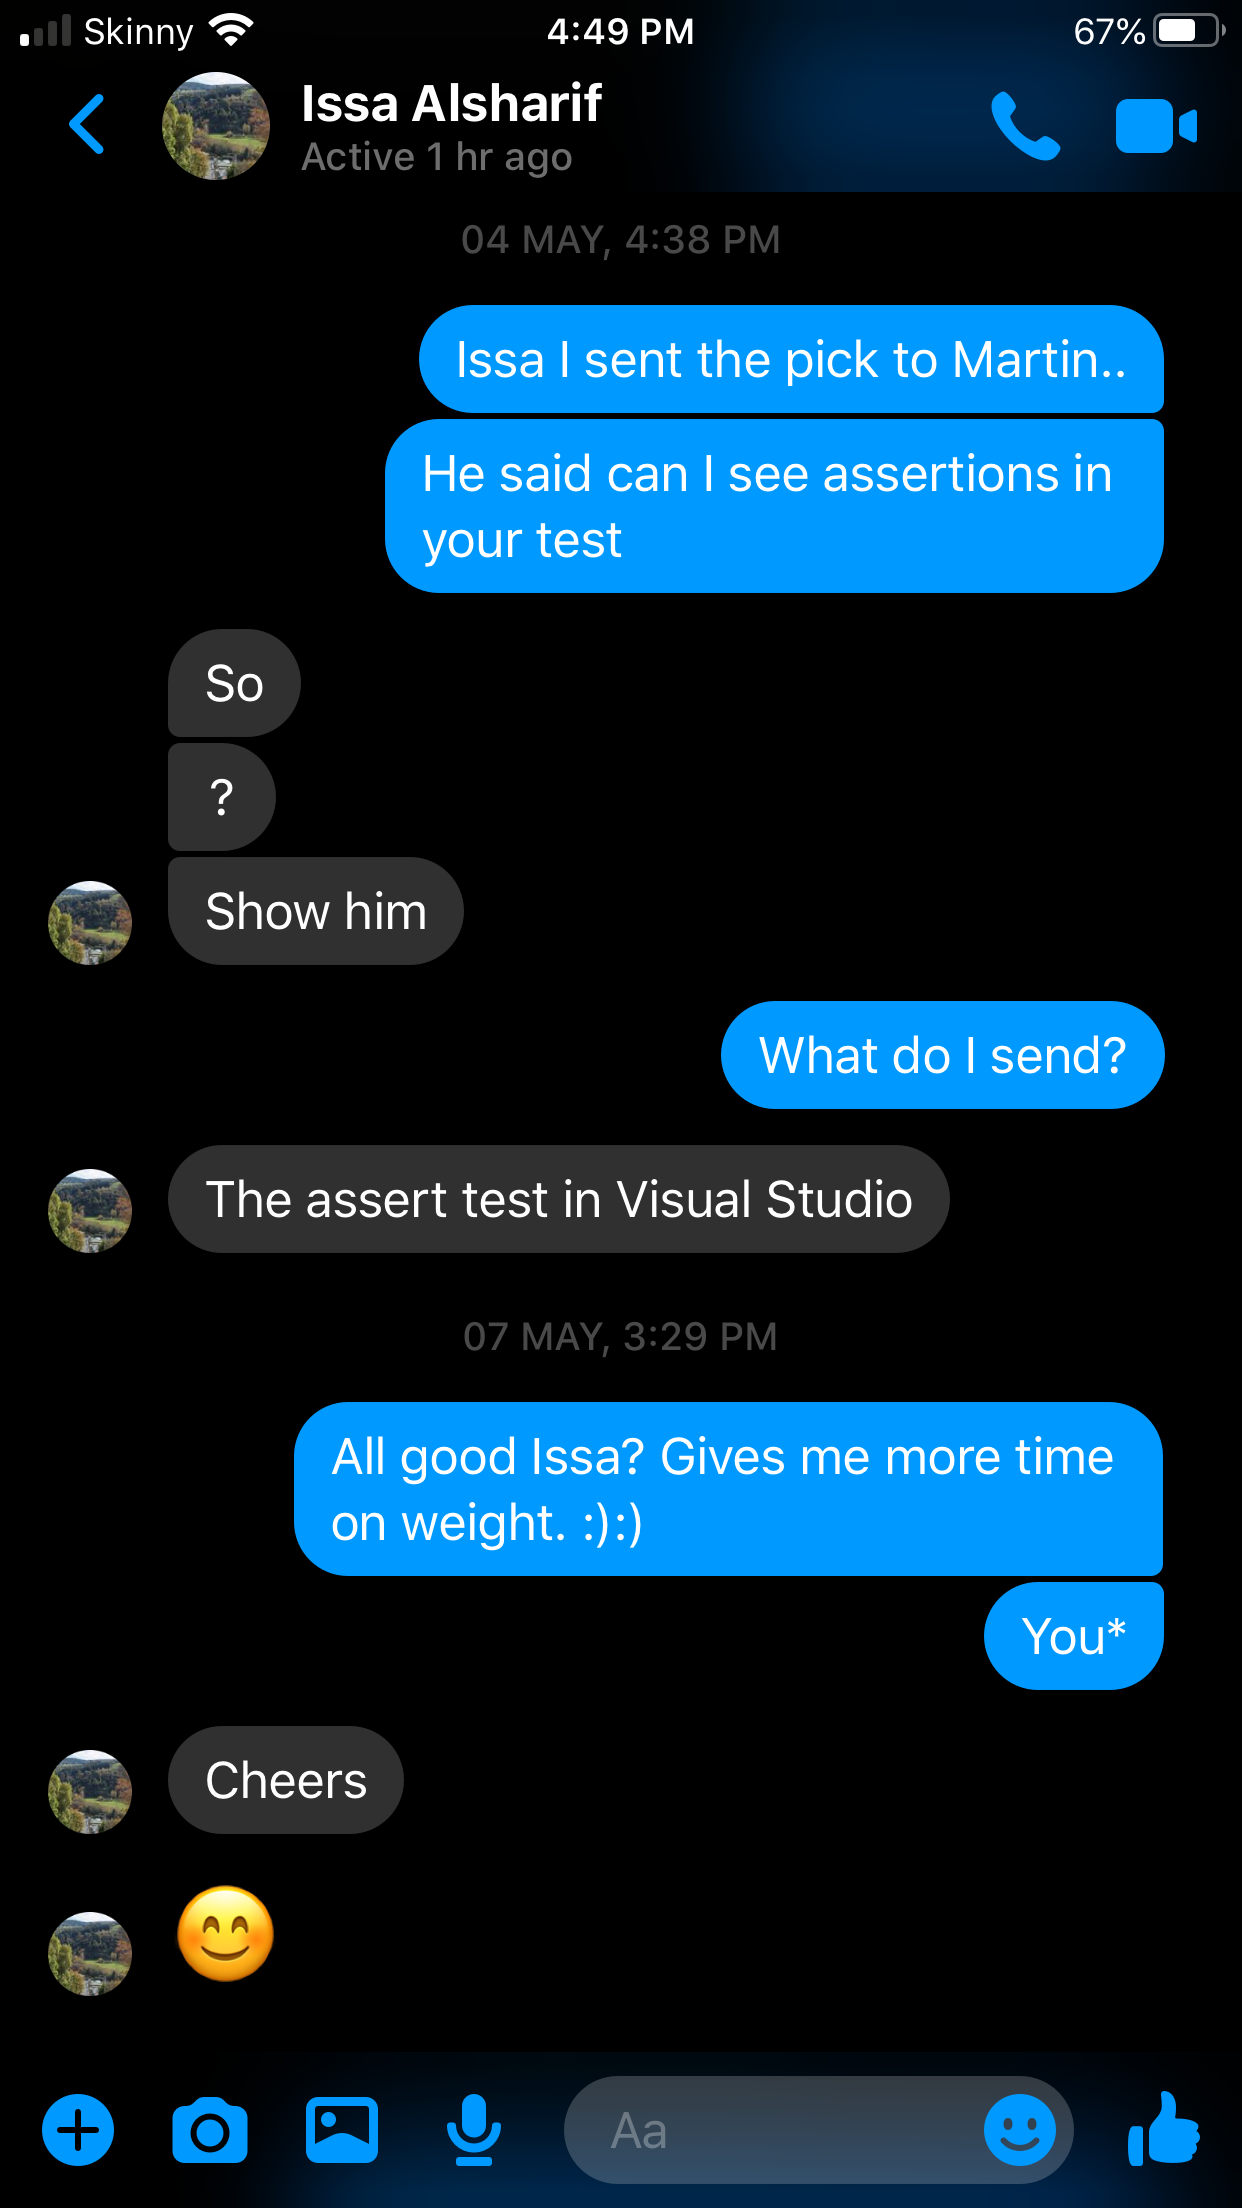 Skinny 4:49 PM 67%
Issa Alsharif
Active 1 hr ago
04 MAY, 4:38 PM
Issa I sent the pick to Martin..
He said can I see assertions in
your test
So
?
Show him
What do I send?
The assert test in Visual Studio
07 MAY, 3:29 PM
All good Issa? Gives me more time
on weight. :):)
You*
Cheers
😊
Aa